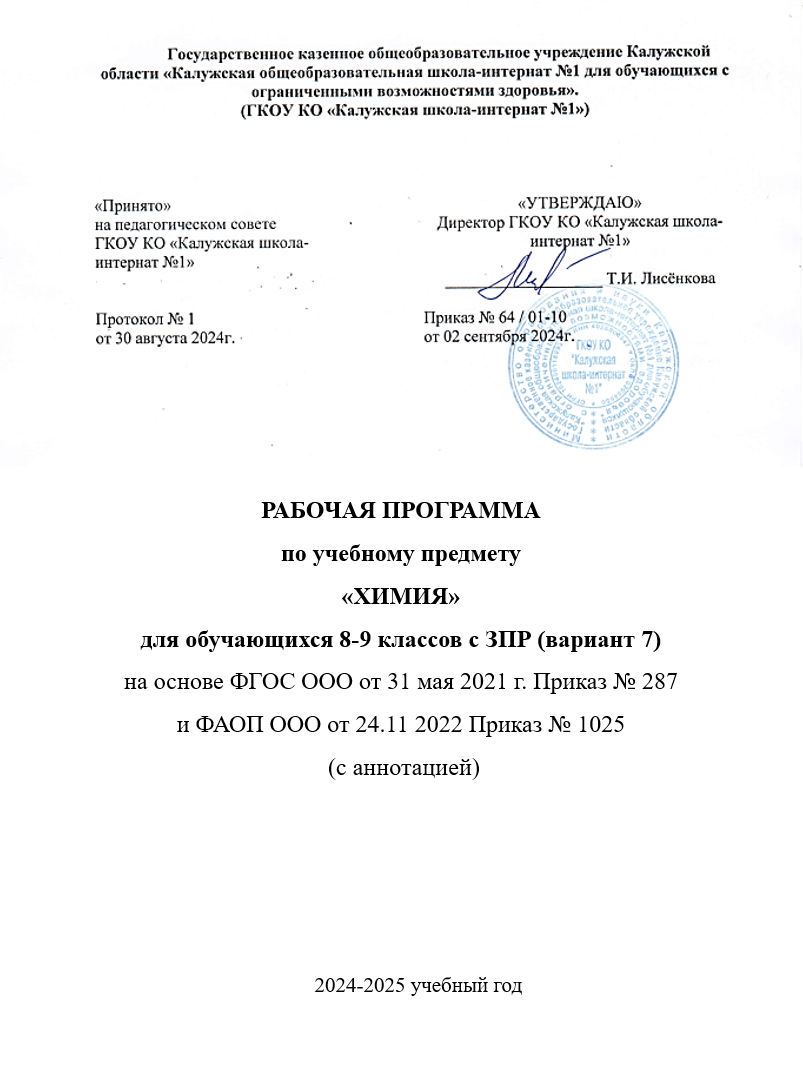 Государственное казенное общеобразовательное учреждение Калужской
области «Калужская общеобразовательная школа-интернат №1 для обучающихся с
ограниченными возможностями здоровья».
(ГКОУ КО «Калужская школа-интернат №1»)
«Принято»
на педагогическом совете
ГКОУ КО «Калужская школа-
интернат №1»
Протокол № 1
от 30 августа 2024г.
«УТВЕРЖДАЮ»
Директор ГКОУ КО «Калужская школа-
интернат №1»
Т.И. Лисёнкова
Приказ № 64 / 01-10
от 02 сентября 2024г.
ГКОУ КО
"Калужская
школа-интернат
№1"
РАБОЧАЯ ПРОГРАММА
по учебному предмету
«ХИМИЯ»
для обучающихся 8-9 классов с ЗПР (вариант 7)
на основе ФГОС ООО от 31 мая 2021 г. Приказ № 287
и ФАОП ООО от 24.11 2022 Приказ № 1025
(с аннотацией)
2024-2025 учебный год